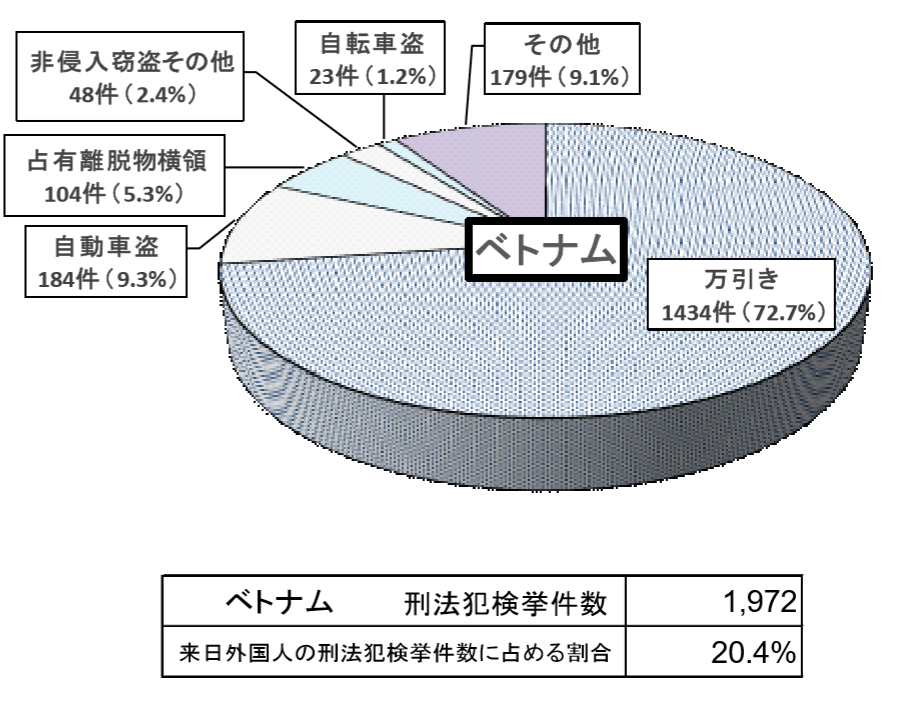 自転車盗
23件（1.2%）
その他
179件（9.1%）
非侵入窃盗その他
48件（2.4%）
占有離脱物横領
104件（5.3%）
自動車盗
184件（9.3%）
ベトナム
万引き
1434件（72.7%）
ベトナム 刑法犯検挙件数 1,972
来日外国人の刑法犯検挙件数に占める割合 20.4%